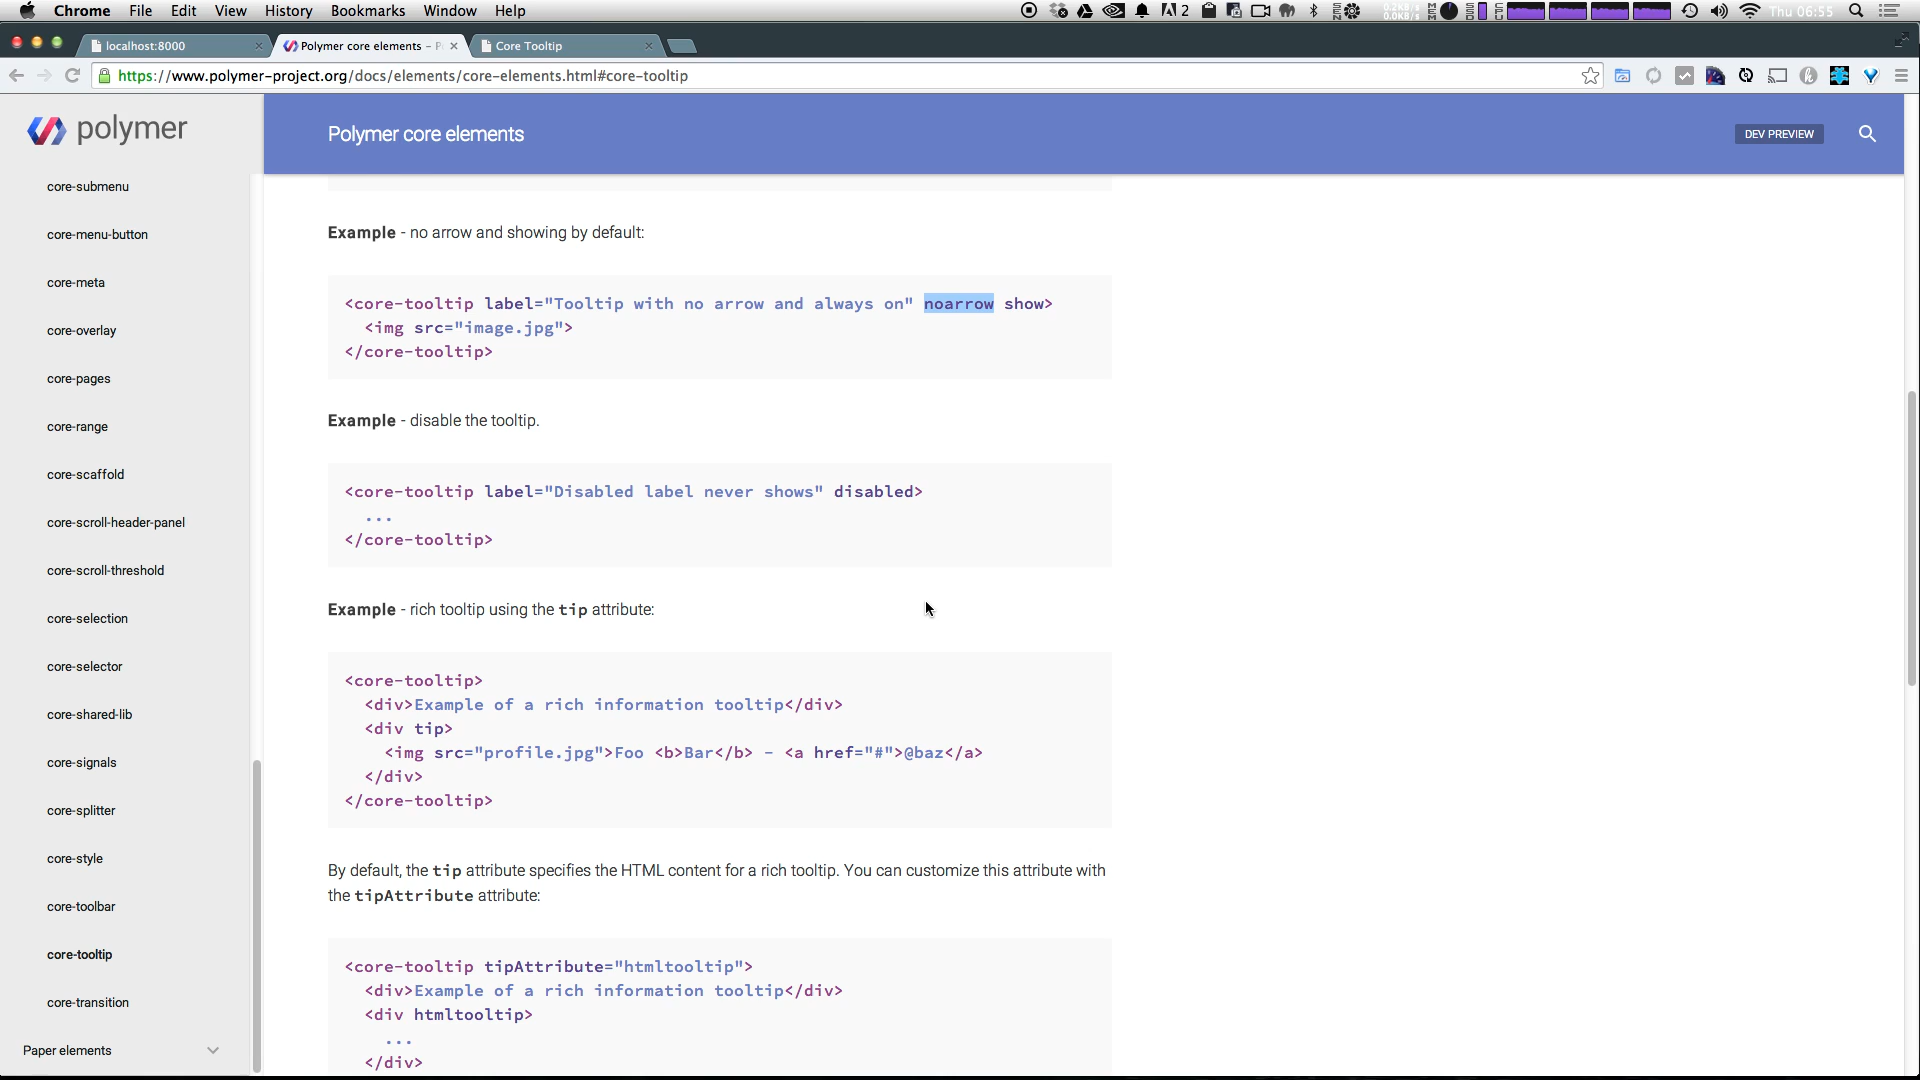 Chrome File Edit View History Bookmarks Window Help
2
Thu 06:55
localhost:8000
Polymer core elements – P
Core Tooltip
https://www.polymer-project.org/docs/elements/core-elements.html#core-tooltip
polymer
Polymer core elements
DEV PREVIEW
core-submenu
core-menu-button
core-meta
core-overlay
core-pages
core-range
core-scaffold
core-scroll-header-panel
core-scroll-threshold
core-selection
core-selector
core-shared-lib
core-signals
core-splitter
core-style
core-toolbar
core-tooltip
core-transition
Paper elements
Example - no arrow and showing by default:
<core-tooltip label="Tooltip with no arrow and always on" noarrow show>
<img src="image.jpg">
</core-tooltip>
Example - disable the tooltip.
<core-tooltip label="Disabled label never shows" disabled>
...
</core-tooltip>
Example - rich tooltip using the tip attribute:
<core-tooltip>
<div>Example of a rich information tooltip</div>
<div tip>
<img src="profile.jpg">Foo <b>Bar</b> - <a href="#">@baz</a>
</div>
</core-tooltip>
By default, the tip attribute specifies the HTML content for a rich tooltip. You can customize this attribute with
the tipAttribute attribute:
<core-tooltip tipAttribute="htmltooltip">
<div>Example of a rich information tooltip</div>
<div htmltooltip>
...
</div>